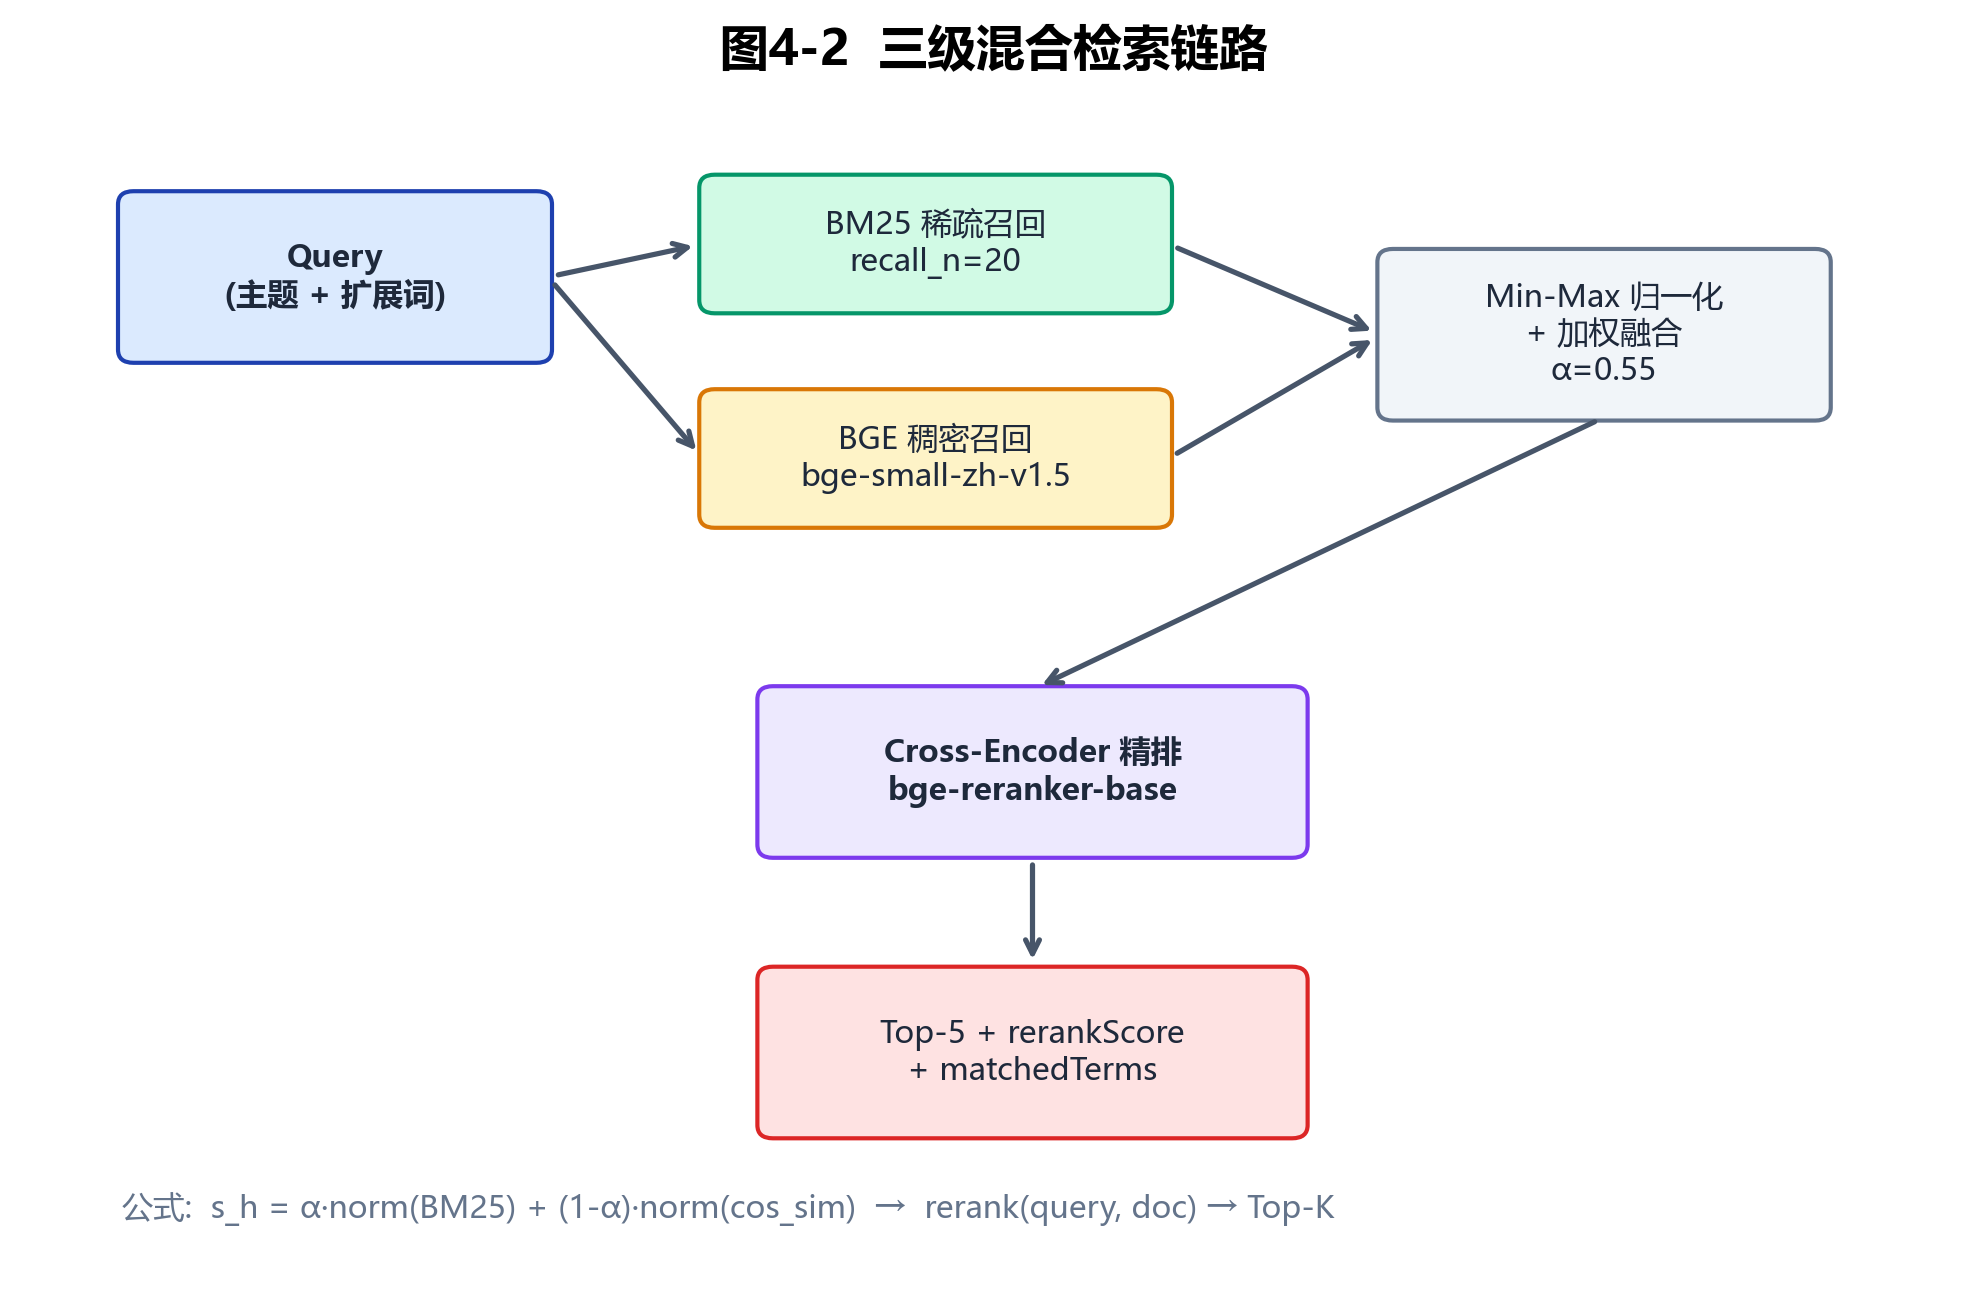 图4-2 三级混合检索链路
Query
(主题 + 扩展词)
BM25 稀疏召回
recall_n=20
BGE 稠密召回
bge-small-zh-v1.5
Min-Max 归一化
+ 加权融合
α=0.55
Cross-Encoder 精排
bge-reranker-base
Top-5 + rerankScore
+ matchedTerms
公式: s_h = α·norm(BM25) + (1-α)·norm(cos_sim) → rerank(query, doc) → Top-K